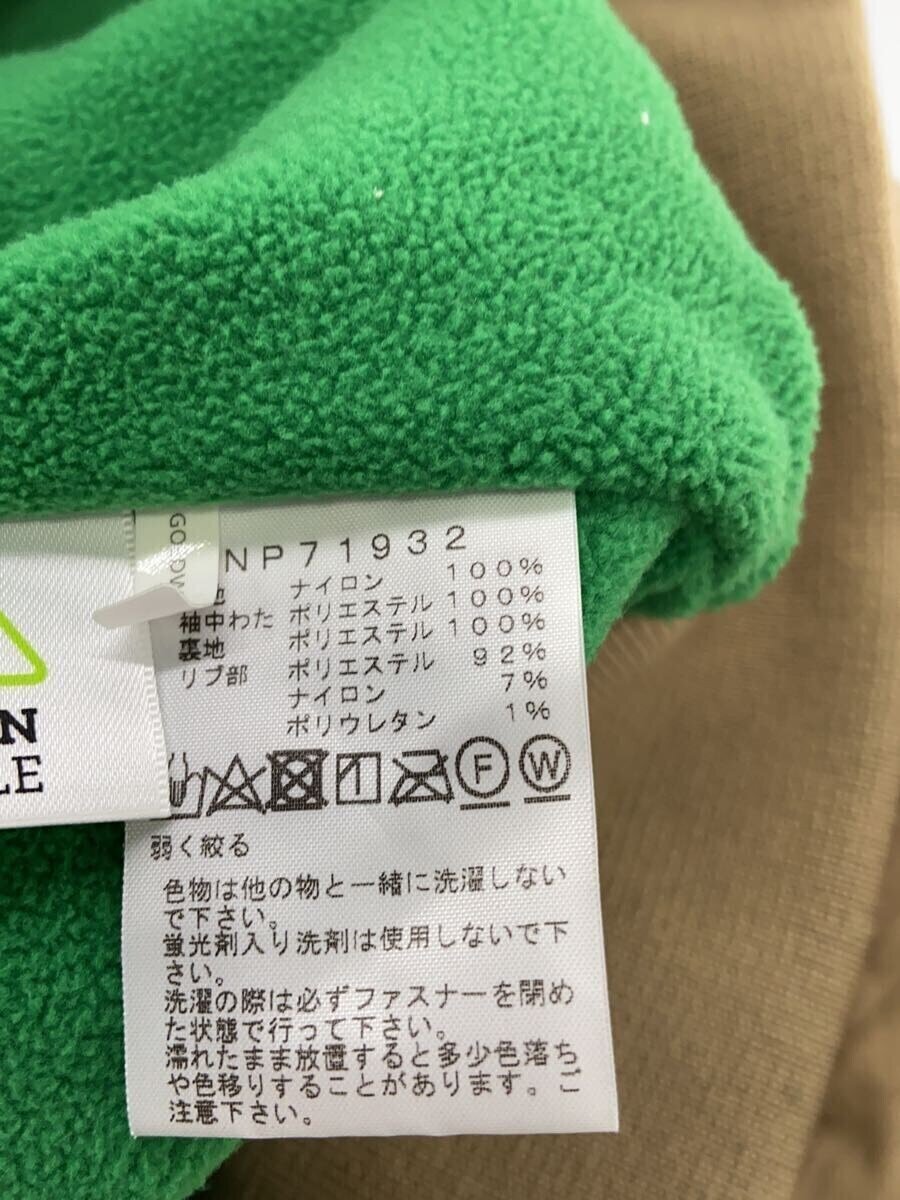 GO
NP71932
地 ナイロン 100%
袖中わた ポリエステル 100%
裏地 ポリエステル 100%
リブ部 ポリエステル 92%
ナイロン 7%
ポリウレタン 1%
N
LE
F W
弱く絞る
色物は他の物と一緒に洗濯しない
で下さい。
蛍光剤入り洗剤は使用しないで下
さい。
洗濯の際は必ずファスナーを閉め
た状態で行って下さい。
濡れたまま放置すると多少色落ち
や色移りすることがあります。ご
注意下さい。